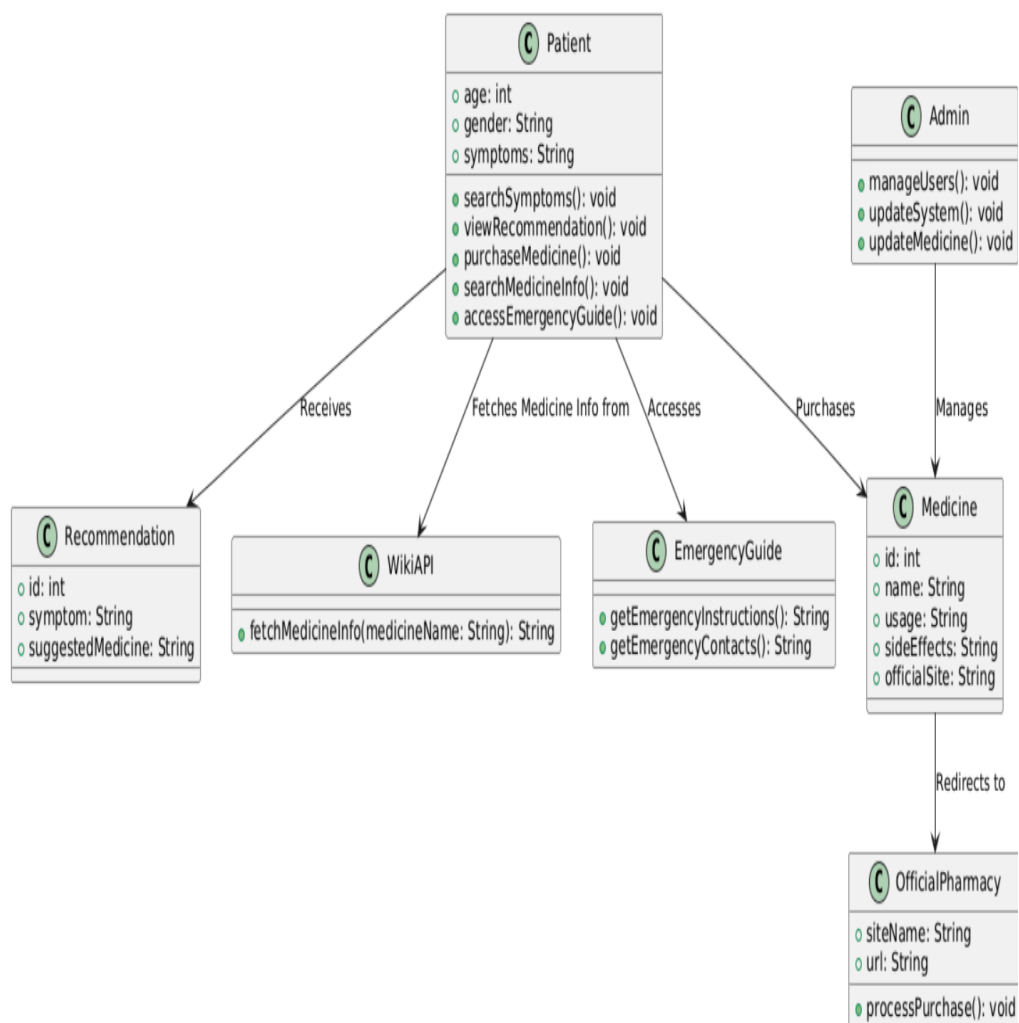 C Patient
age: int
gender: String
symptoms: String
searchSymptoms(): void
viewRecommendation(): void
purchaseMedicine(): void
searchMedicineInfo(): void
accessEmergencyGuide(): void
C Admin
manageUsers(): void
updateSystem(): void
updateMedicine(): void
Receives
Fetches Medicine Info from
Accesses
Purchases
Manages
C Recommendation
id: int
symptom: String
suggestedMedicine: String
C WikiAPI
fetchMedicineInfo(medicineName: String): String
C EmergencyGuide
getEmergencyInstructions(): String
getEmergencyContacts(): String
C Medicine
id: int
name: String
usage: String
sideEffects: String
officialSite: String
Redirects to
C OfficialPharmacy
siteName: String
url: String
processPurchase(): void